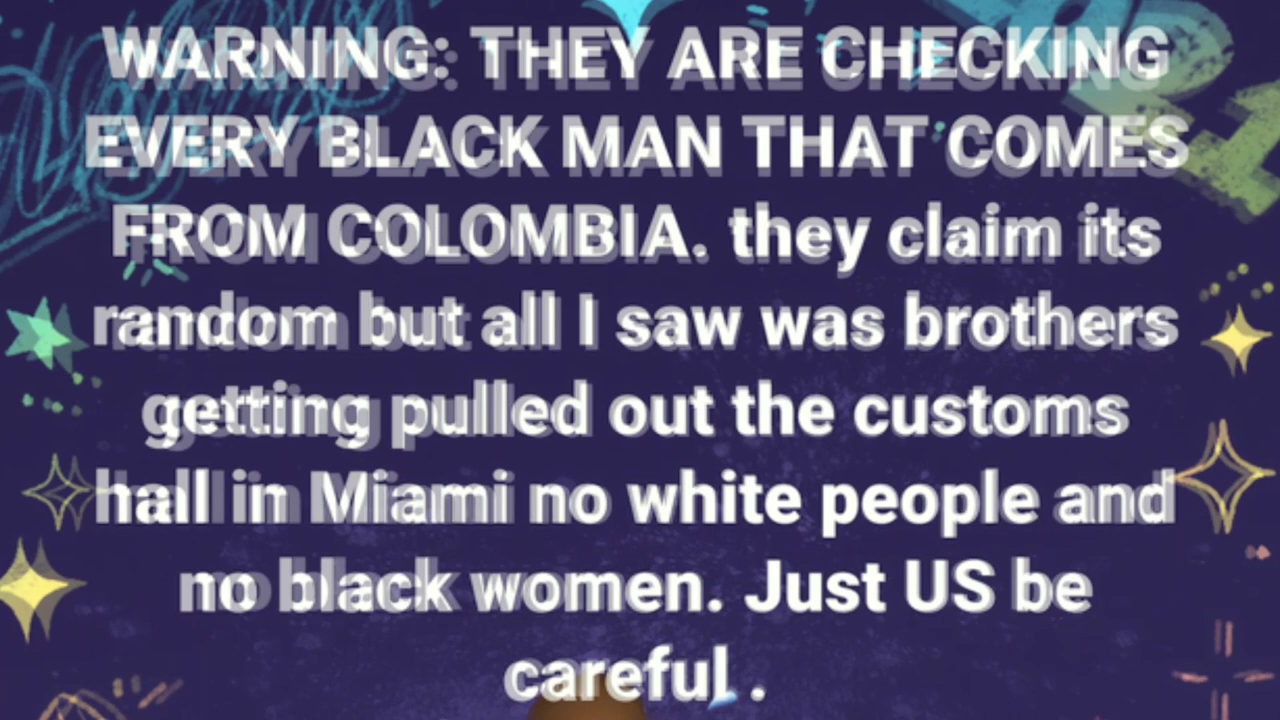 WARNING: THEY ARE CHECKING
EVERY BLACK MAN THAT COMES
FROM COLOMBIA. they claim its
random but all I saw was brothers
getting pulled out the customs
hall in Miami no white people and
no black women. Just US be
careful .